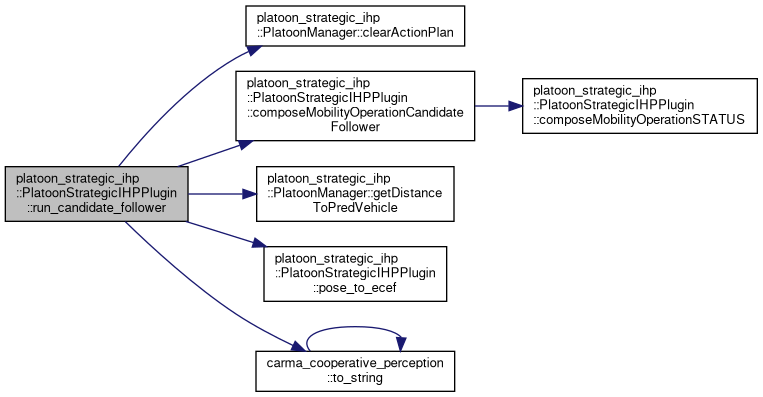 platoon_strategic_ihp
::PlatoonStrategicIHPPlugin
::run_candidate_follower
platoon_strategic_ihp
::PlatoonManager::clearActionPlan
platoon_strategic_ihp
::PlatoonStrategicIHPPlugin
::composeMobilityOperationCandidate
Follower
platoon_strategic_ihp
::PlatoonStrategicIHPPlugin
::composeMobilityOperationSTATUS
platoon_strategic_ihp
::PlatoonManager::getDistance
ToPredVehicle
platoon_strategic_ihp
::PlatoonStrategicIHPPlugin
::pose_to_ecef
carma_cooperative_perception
::to_string